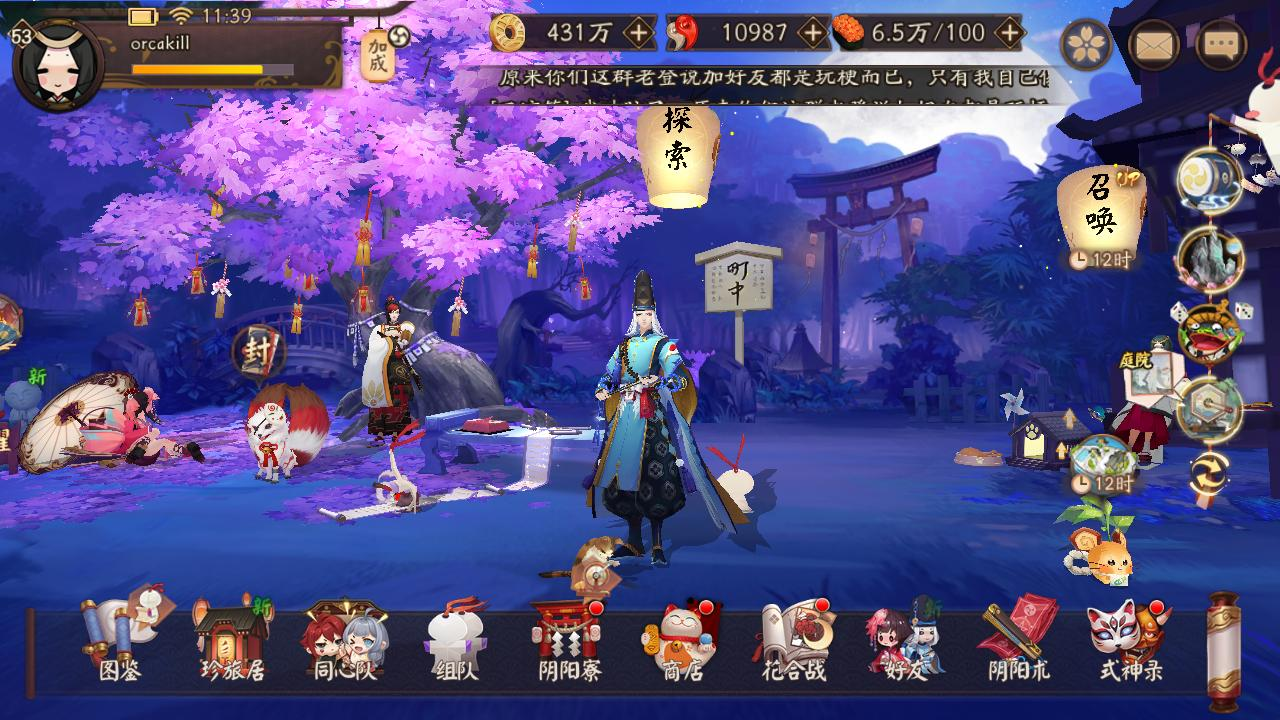 53
11:39
orcakill
加成
431万
10987
6.5万/100
原来你们这群老登说加好友都是玩梗而已，只有我自己
探索
召唤
UP
12时
町中
封
新
庭院
12时
新
图鉴
珍旅居
同心队
组队
阴阳寮
商店
花合战
好友
阴阳术
式神录